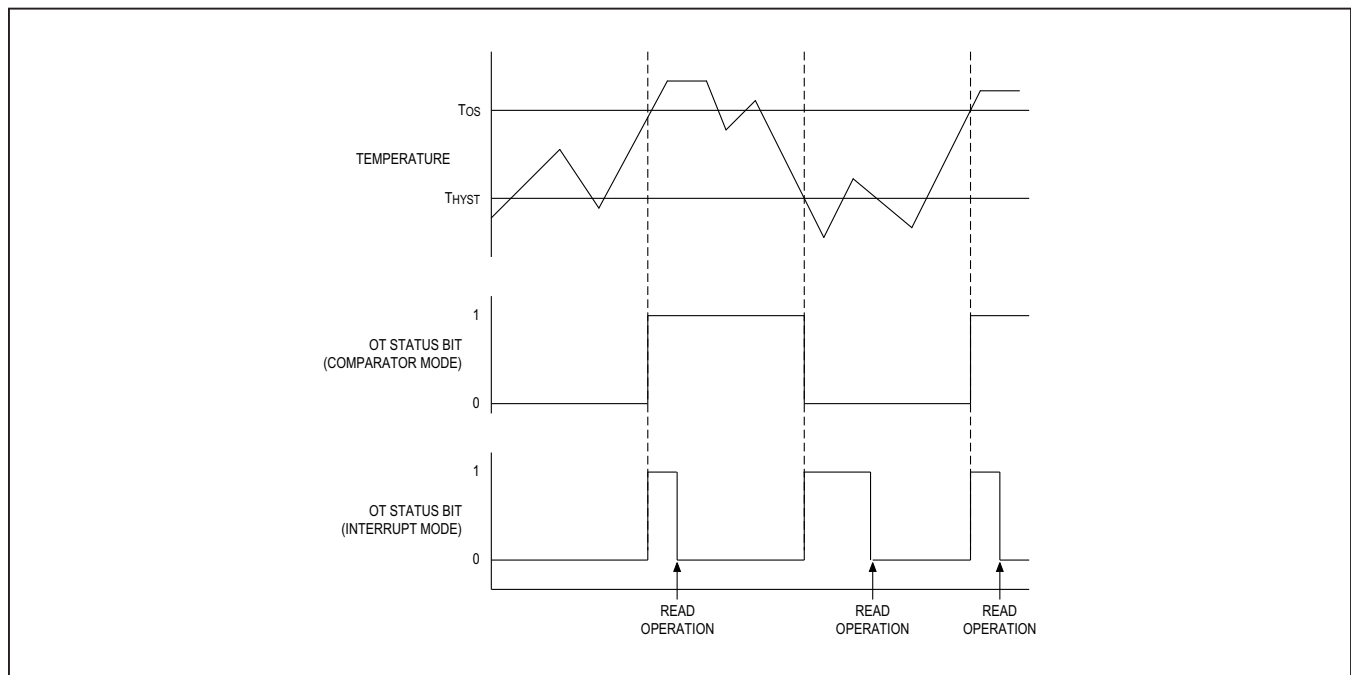 TOS
TEMPERATURE
THYST
1
OT STATUS BIT
(COMPARATOR MODE)
0
1
OT STATUS BIT
(INTERRUPT MODE)
0
READ
OPERATION
READ
OPERATION
READ
OPERATION